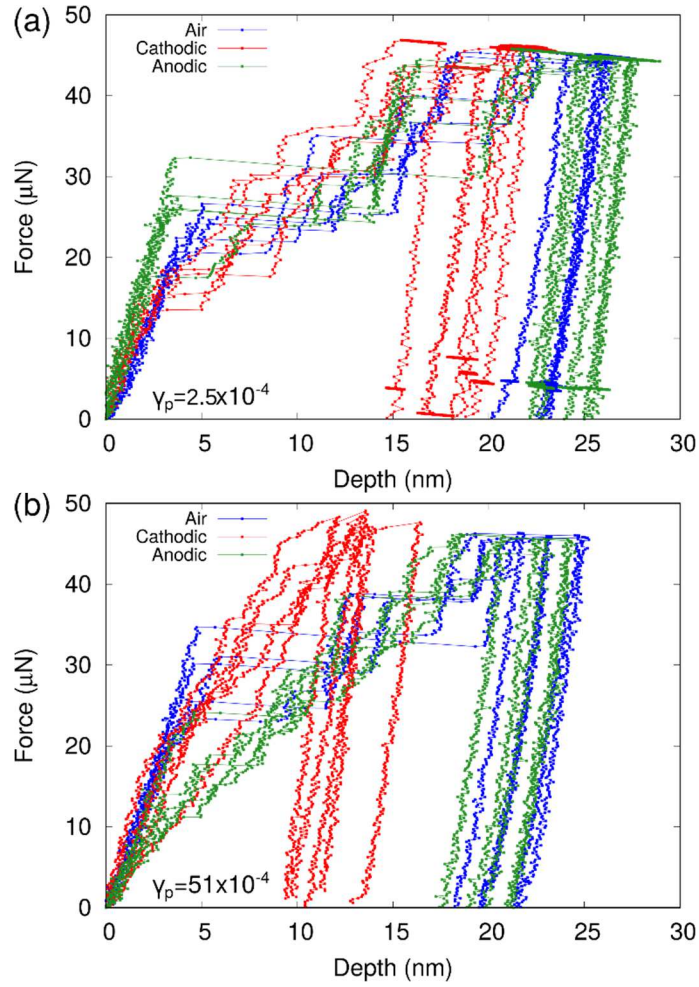 (a)
50
Air
Cathodic
Anodic
40
30
20
10
0
Force (μN)
γp=2.5x10-4
0 5 10 15 20 25 30
Depth (nm)
(b)
50
Air
Cathodic
Anodic
40
30
20
10
0
Force (μN)
γp=51x10-4
0 5 10 15 20 25 30
Depth (nm)